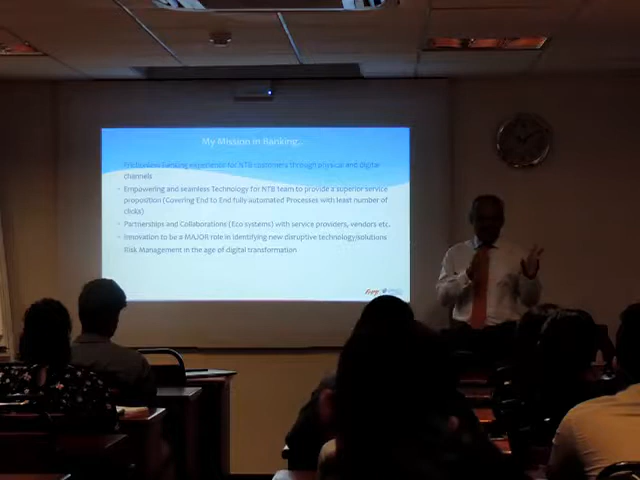 My Mission in Banking..
Frictionless Banking experience for NTB customers through physical and digital
channels
Empowering and seamless Technology for NTB team to provide a superior service
proposition (Covering End to End fully automated Processes with least number of
clicks)
Partnerships and Collaborations (Eco systems) with service providers, vendors etc.
Innovation to be a MAJOR role in identifying new disruptive technology/solutions
Risk Management in the age of digital transformation